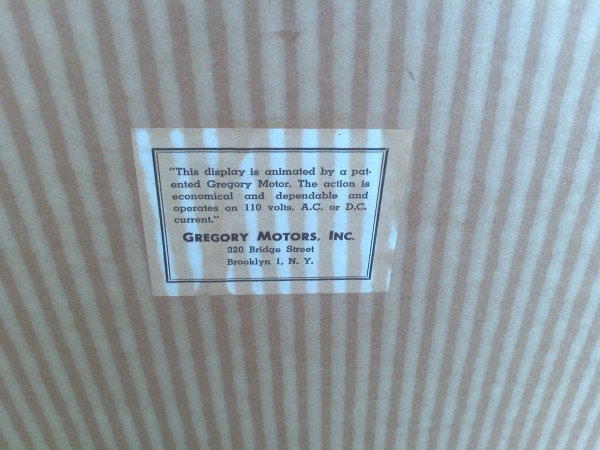 "This display is animated by a pat-
ented Gregory Motor. The action is
economical and dependable and
operates on 110 volts, A.C. or D.C.
current."
GREGORY MOTORS, INC.
320 Bridge Street
Brooklyn 1, N. Y.